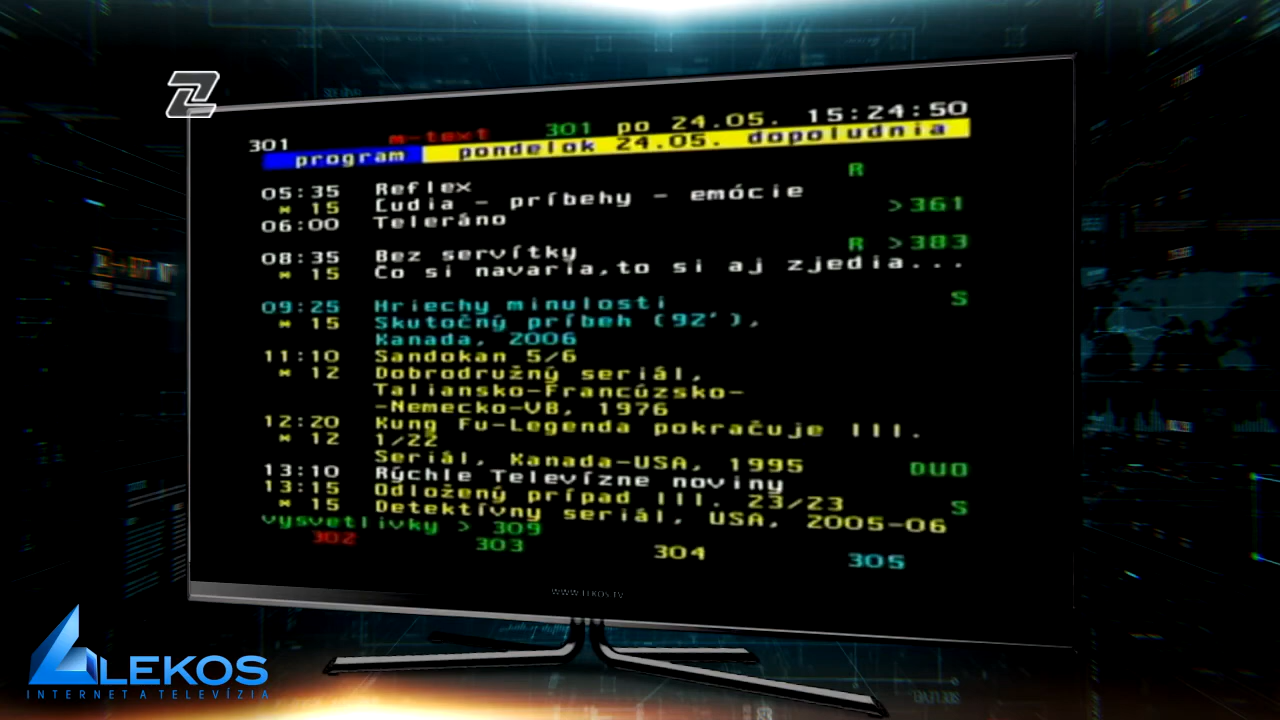 301 m-text 301 po 24.05. 15:24:50
program pondelok 24.05. dopoludnia
05:35 Reflex R
* 15 Ľudia - príbehy - emócie
06:00 Teleráno >361
08:35 Bez servítky R >383
* 15 Čo si navaria,to si aj zjedia...
09:25 Hriechy minulosti S
* 15 Skutočný príbeh (92'),
Kanada, 2006
11:10 Sandokan 5/6
* 12 Dobrodružný seriál,
Taliansko-Francúzsko-
-Nemecko-VB, 1976
12:20 Kung Fu-Legenda pokračuje III.
* 12 1/22
Seriál, Kanada-USA, 1995 DUO
13:10 Rýchle Televízne noviny
13:15 Odložený prípad III. 23/23 S
* 15 Detektívny seriál, USA, 2005-06
vysvetlivky > 309
302 303 304 305
WWW.LEKOS.TV
LEKOS
INTERNET A TELEVÍZIA